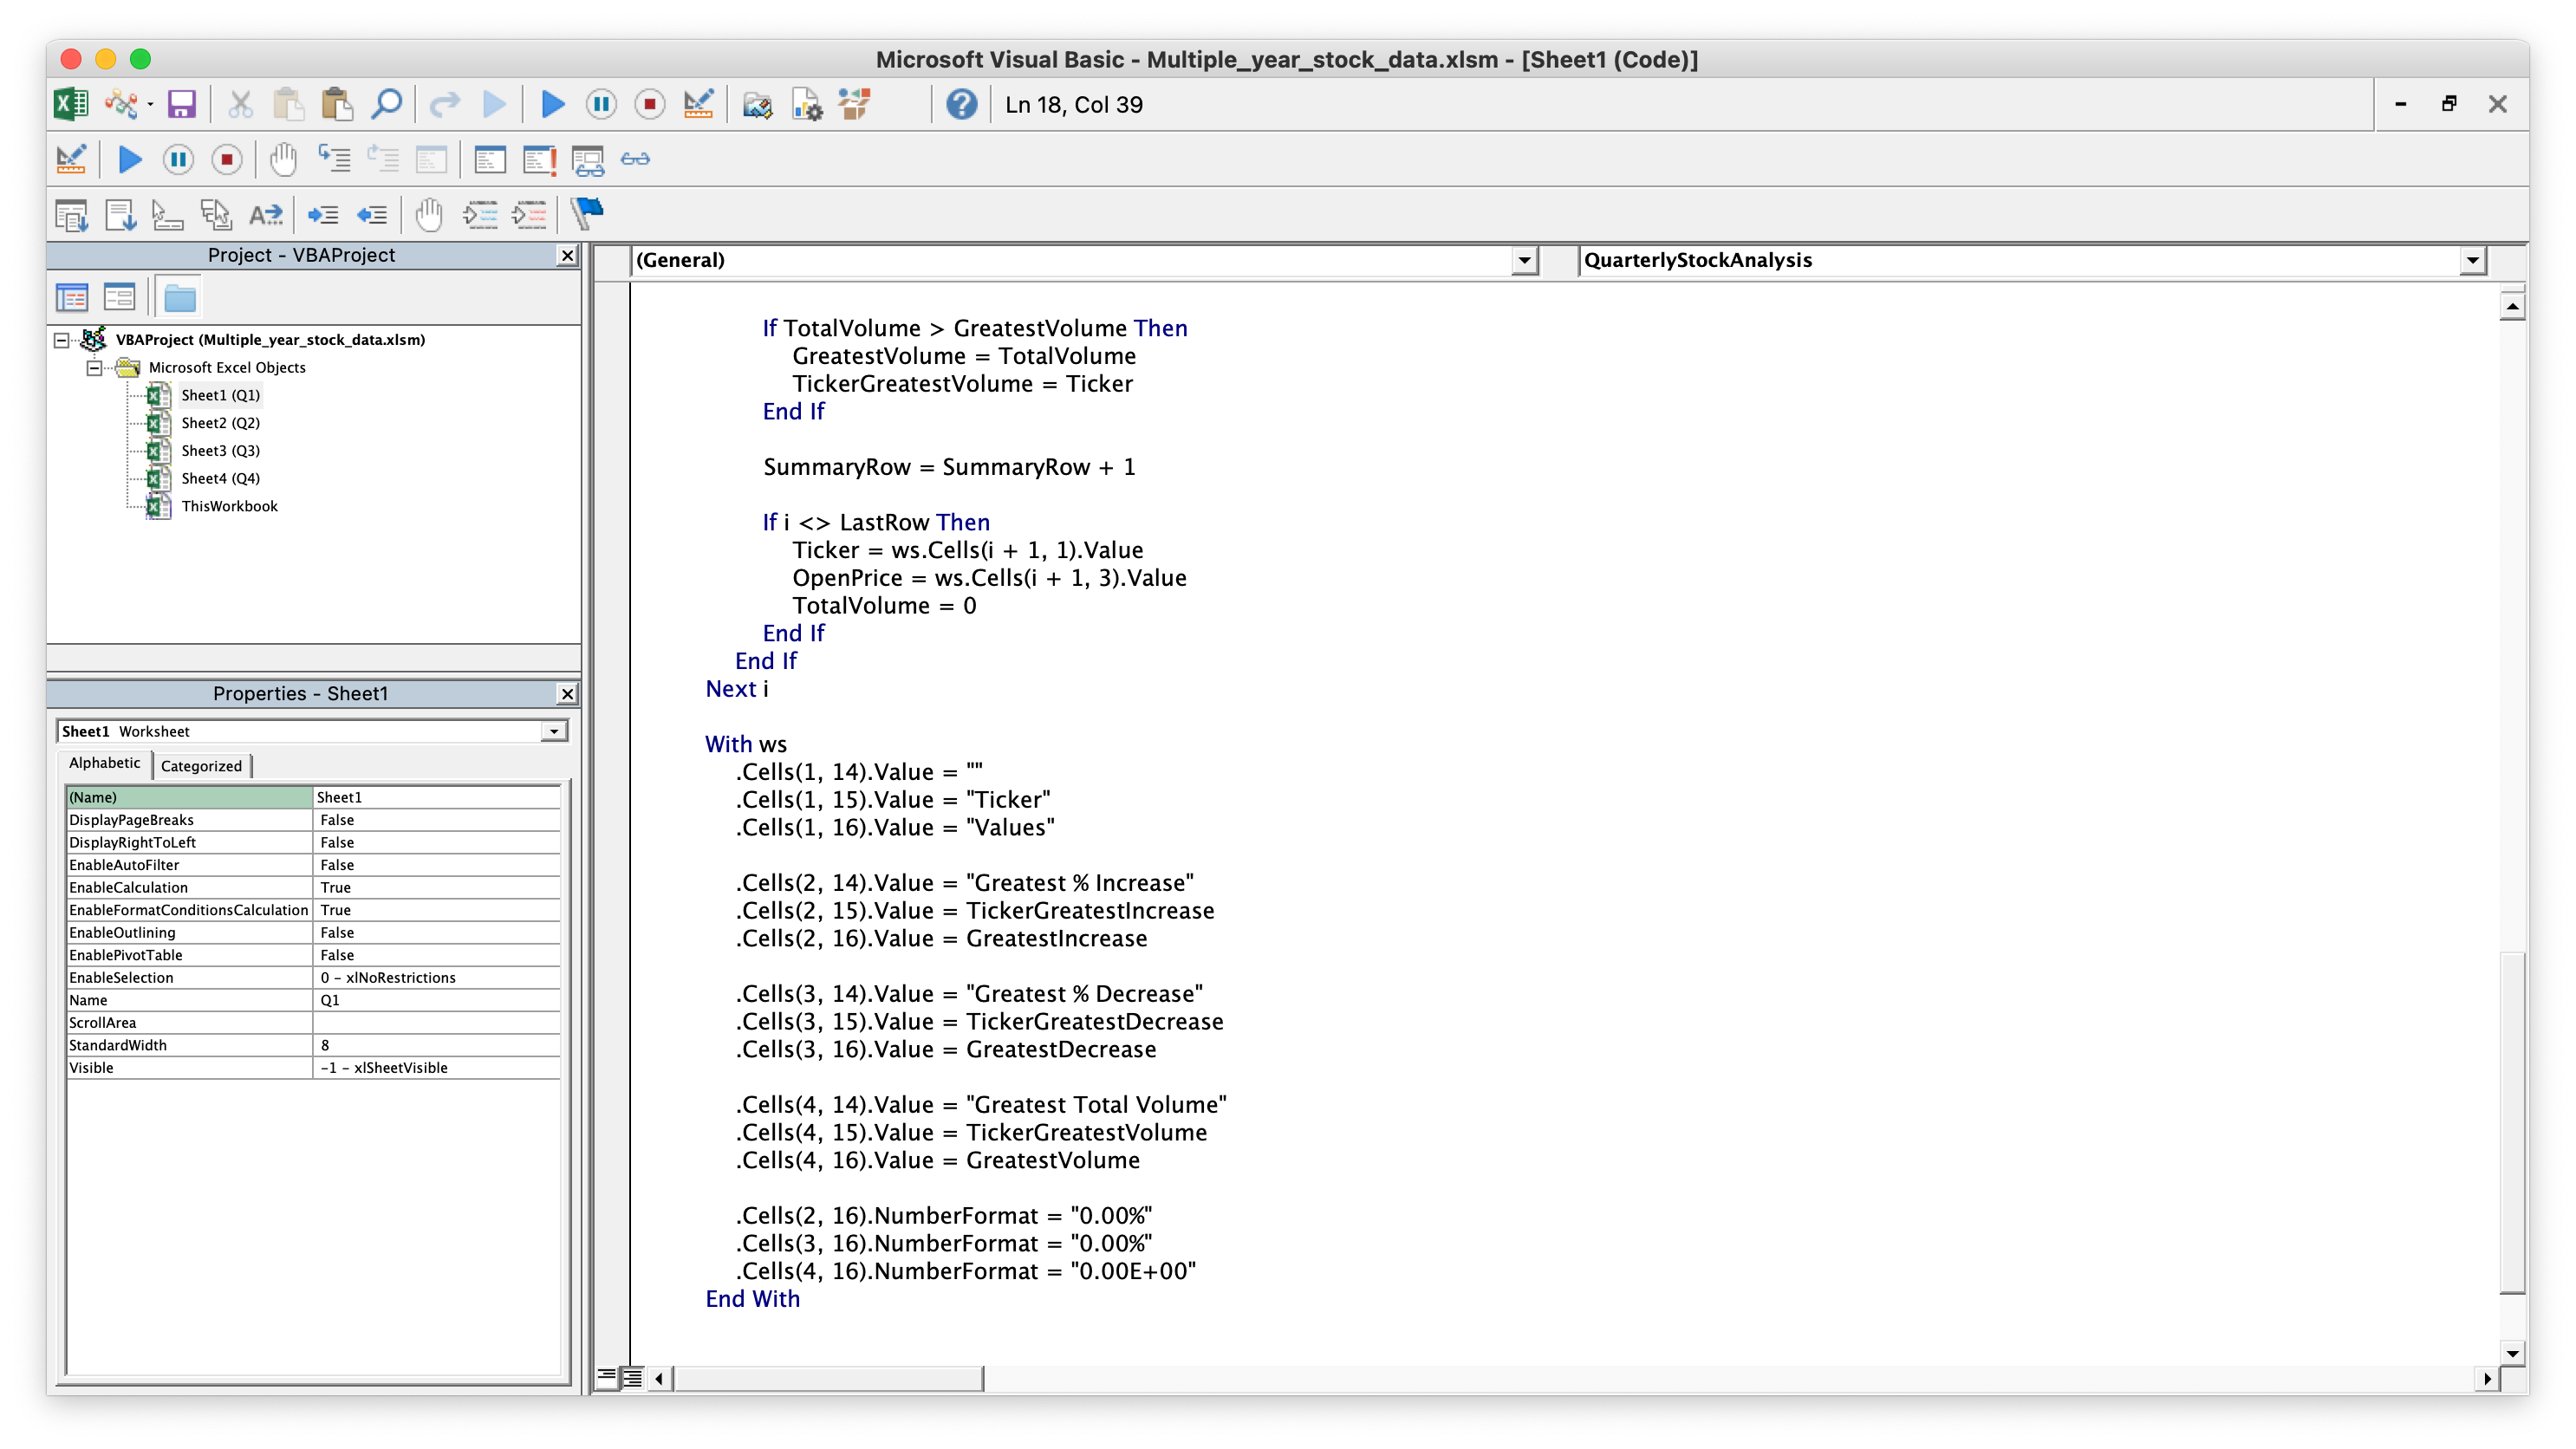 Microsoft Visual Basic - Multiple_year_stock_data.xlsm - [Sheet1 (Code)]
Ln 18, Col 39
Project - VBAProject
VBAProject (Multiple_year_stock_data.xlsm)
Microsoft Excel Objects
Sheet1 (Q1)
Sheet2 (Q2)
Sheet3 (Q3)
Sheet4 (Q4)
ThisWorkbook
Properties - Sheet1
Sheet1 Worksheet
Alphabetic Categorized
(Name) Sheet1
DisplayPageBreaks False
DisplayRightToLeft False
EnableAutoFilter False
EnableCalculation True
EnableFormatConditionsCalculation True
EnableOutlining False
EnablePivotTable False
EnableSelection 0 - xlNoRestrictions
Name Q1
ScrollArea
StandardWidth 8
Visible -1 - xlSheetVisible
(General) QuarterlyStockAnalysis
If TotalVolume > GreatestVolume Then
GreatestVolume = TotalVolume
TickerGreatestVolume = Ticker
End If
SummaryRow = SummaryRow + 1
If i <> LastRow Then
Ticker = ws.Cells(i + 1, 1).Value
OpenPrice = ws.Cells(i + 1, 3).Value
TotalVolume = 0
End If
End If
Next i
With ws
.Cells(1, 14).Value = ""
.Cells(1, 15).Value = "Ticker"
.Cells(1, 16).Value = "Values"
.Cells(2, 14).Value = "Greatest % Increase"
.Cells(2, 15).Value = TickerGreatestIncrease
.Cells(2, 16).Value = GreatestIncrease
.Cells(3, 14).Value = "Greatest % Decrease"
.Cells(3, 15).Value = TickerGreatestDecrease
.Cells(3, 16).Value = GreatestDecrease
.Cells(4, 14).Value = "Greatest Total Volume"
.Cells(4, 15).Value = TickerGreatestVolume
.Cells(4, 16).Value = GreatestVolume
.Cells(2, 16).NumberFormat = "0.00%"
.Cells(3, 16).NumberFormat = "0.00%"
.Cells(4, 16).NumberFormat = "0.00E+00"
End With